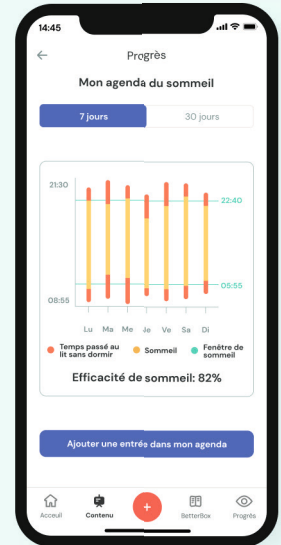 14:45
Progrès
Mon agenda du sommeil
7 jours 30 jours
21:30
22:40
05:55
08:55
Lu Ma Me Je Ve Sa Di
Temps passé au
lit sans dormir
Sommeil
Fenêtre de
sommeil
Efficacité de sommeil: 82%
Ajouter une entrée dans mon agenda
+
Acceuil Contenu BetterBox Progrès